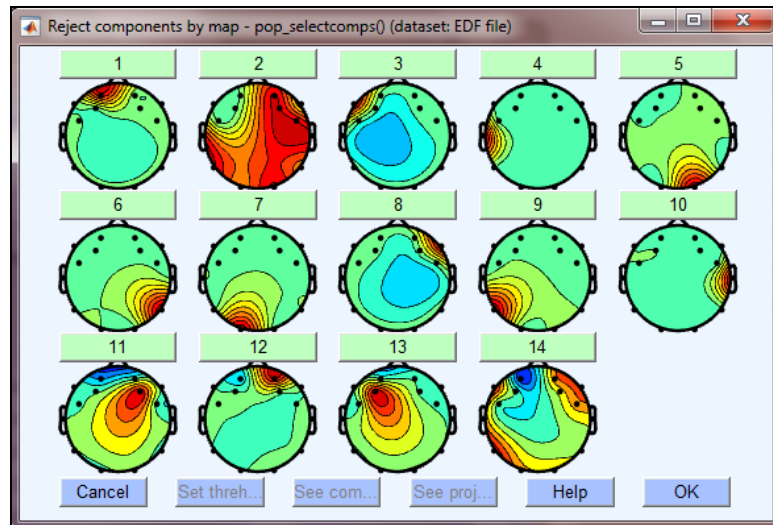 Reject components by map - pop_selectcomps() (dataset: EDF file)
1 2 3 4 5
6 7 8 9 10
11 12 13 14
Cancel Set threh... See com... See proj... Help OK